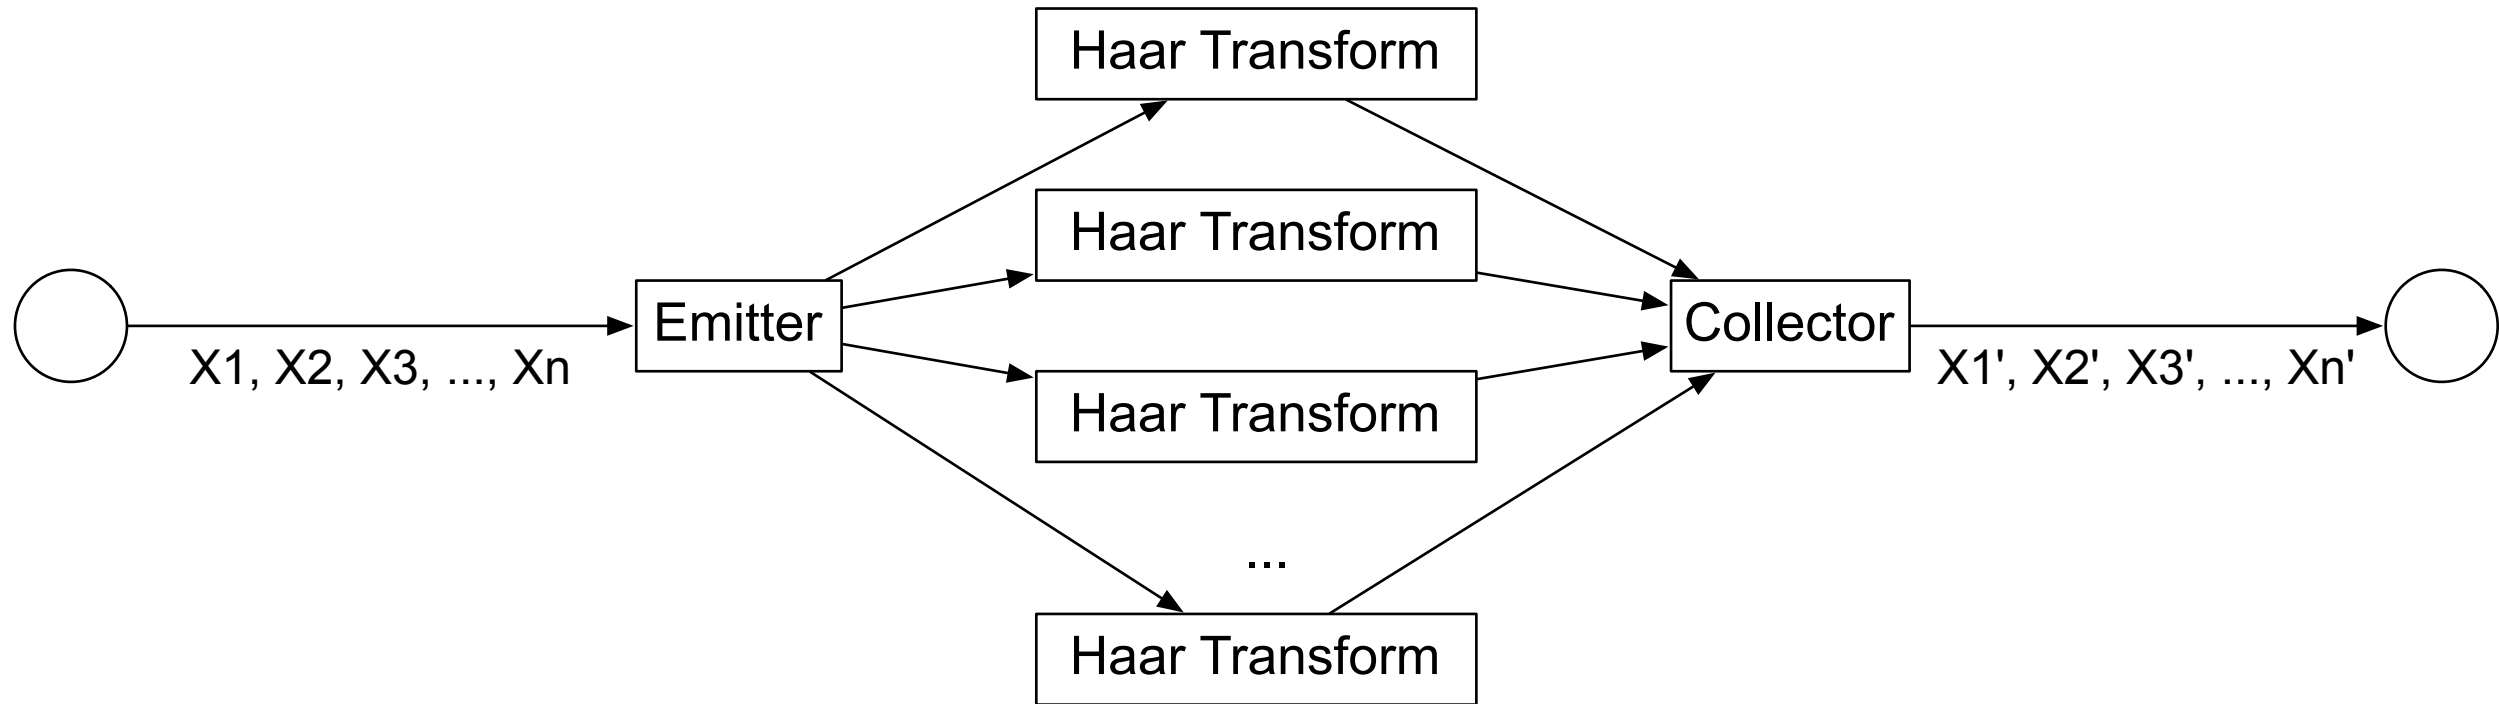 Haar Transform
Haar Transform
Emitter
Collector
X1, X2, X3, ..., Xn
X1', X2', X3', ..., Xn'
Haar Transform
...
Haar Transform